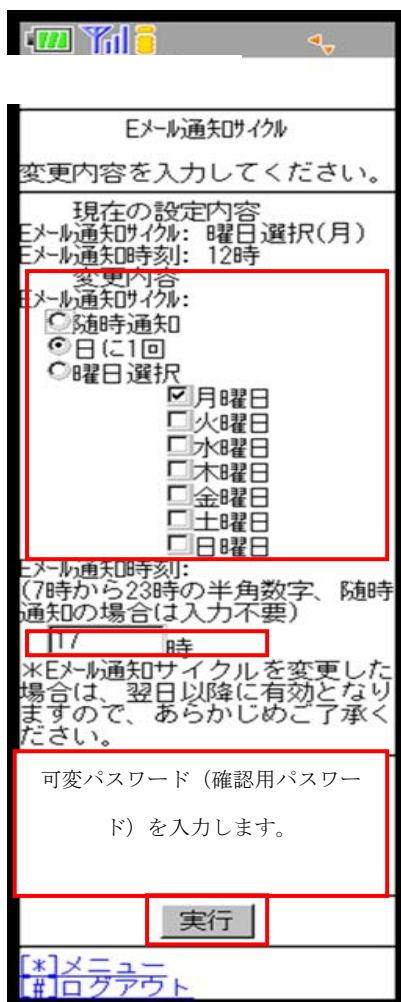 Eメール通知サイクル
変更内容を入力してください。
現在の設定内容
Eメール通知サイクル: 曜日選択(月)
Eメール通知時刻: 12時
変更内容
Eメール通知サイクル:
随時通知
日に1回
曜日選択
月曜日
火曜日
水曜日
木曜日
金曜日
土曜日
日曜日
Eメール通知時刻:
(7時から23時の半角数字、随時
通知の場合は入力不要)
17 時
*Eメール通知サイクルを変更した
場合は、翌日以降に有効となり
ますので、あらかじめご了承く
ださい。
可変パスワード（確認用パスワー
ド）を入力します。
実行
[*]メニュー
[#]ログアウト